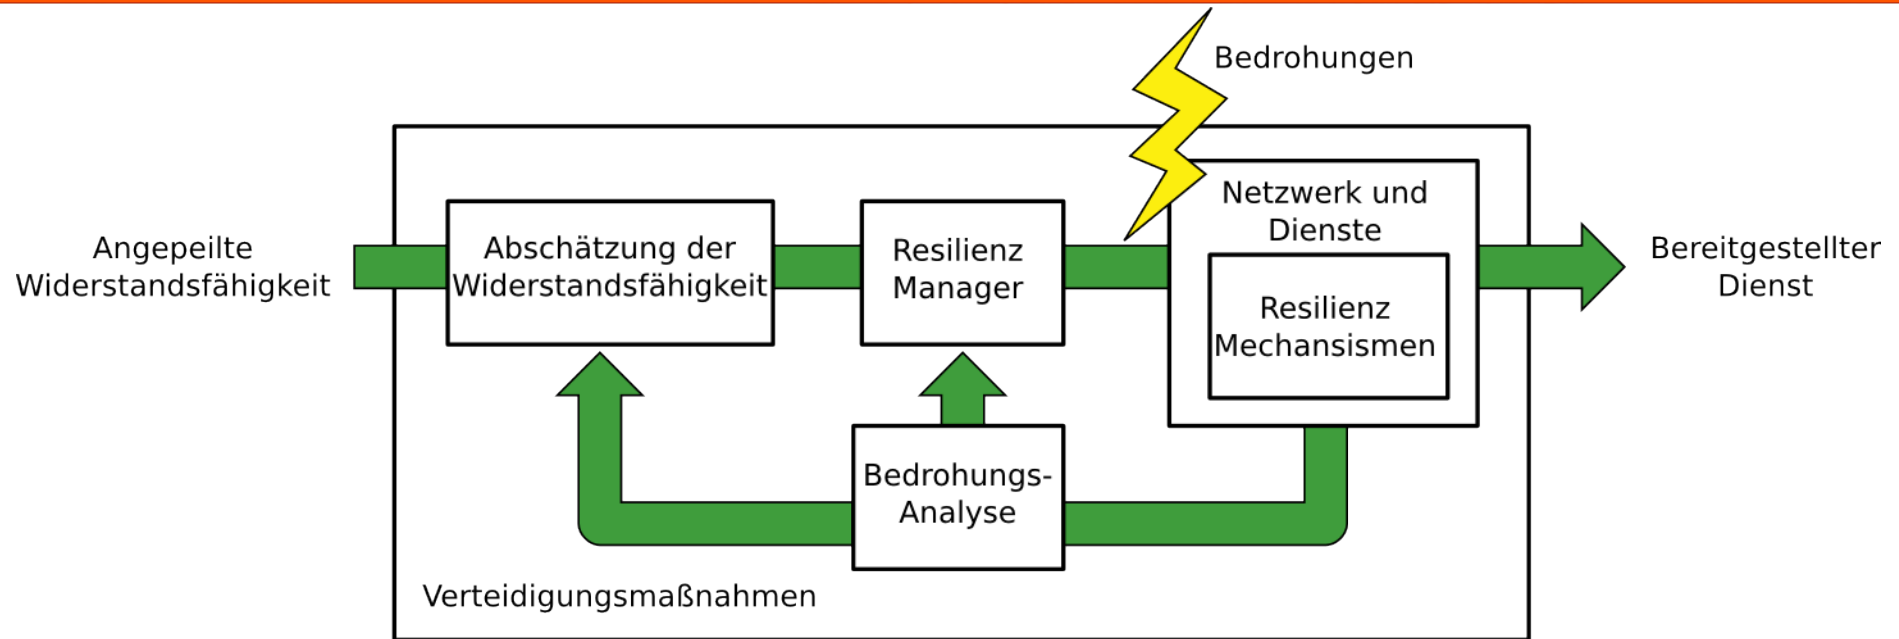 Bedrohungen
Angepeilte
Widerstandsfähigkeit
Abschätzung der
Widerstandsfähigkeit
Resilienz
Manager
Netzwerk und
Dienste
Resilienz
Mechansismen
Bereitgestellter
Dienst
Bedrohungs-
Analyse
Verteidigungsmaßnahmen